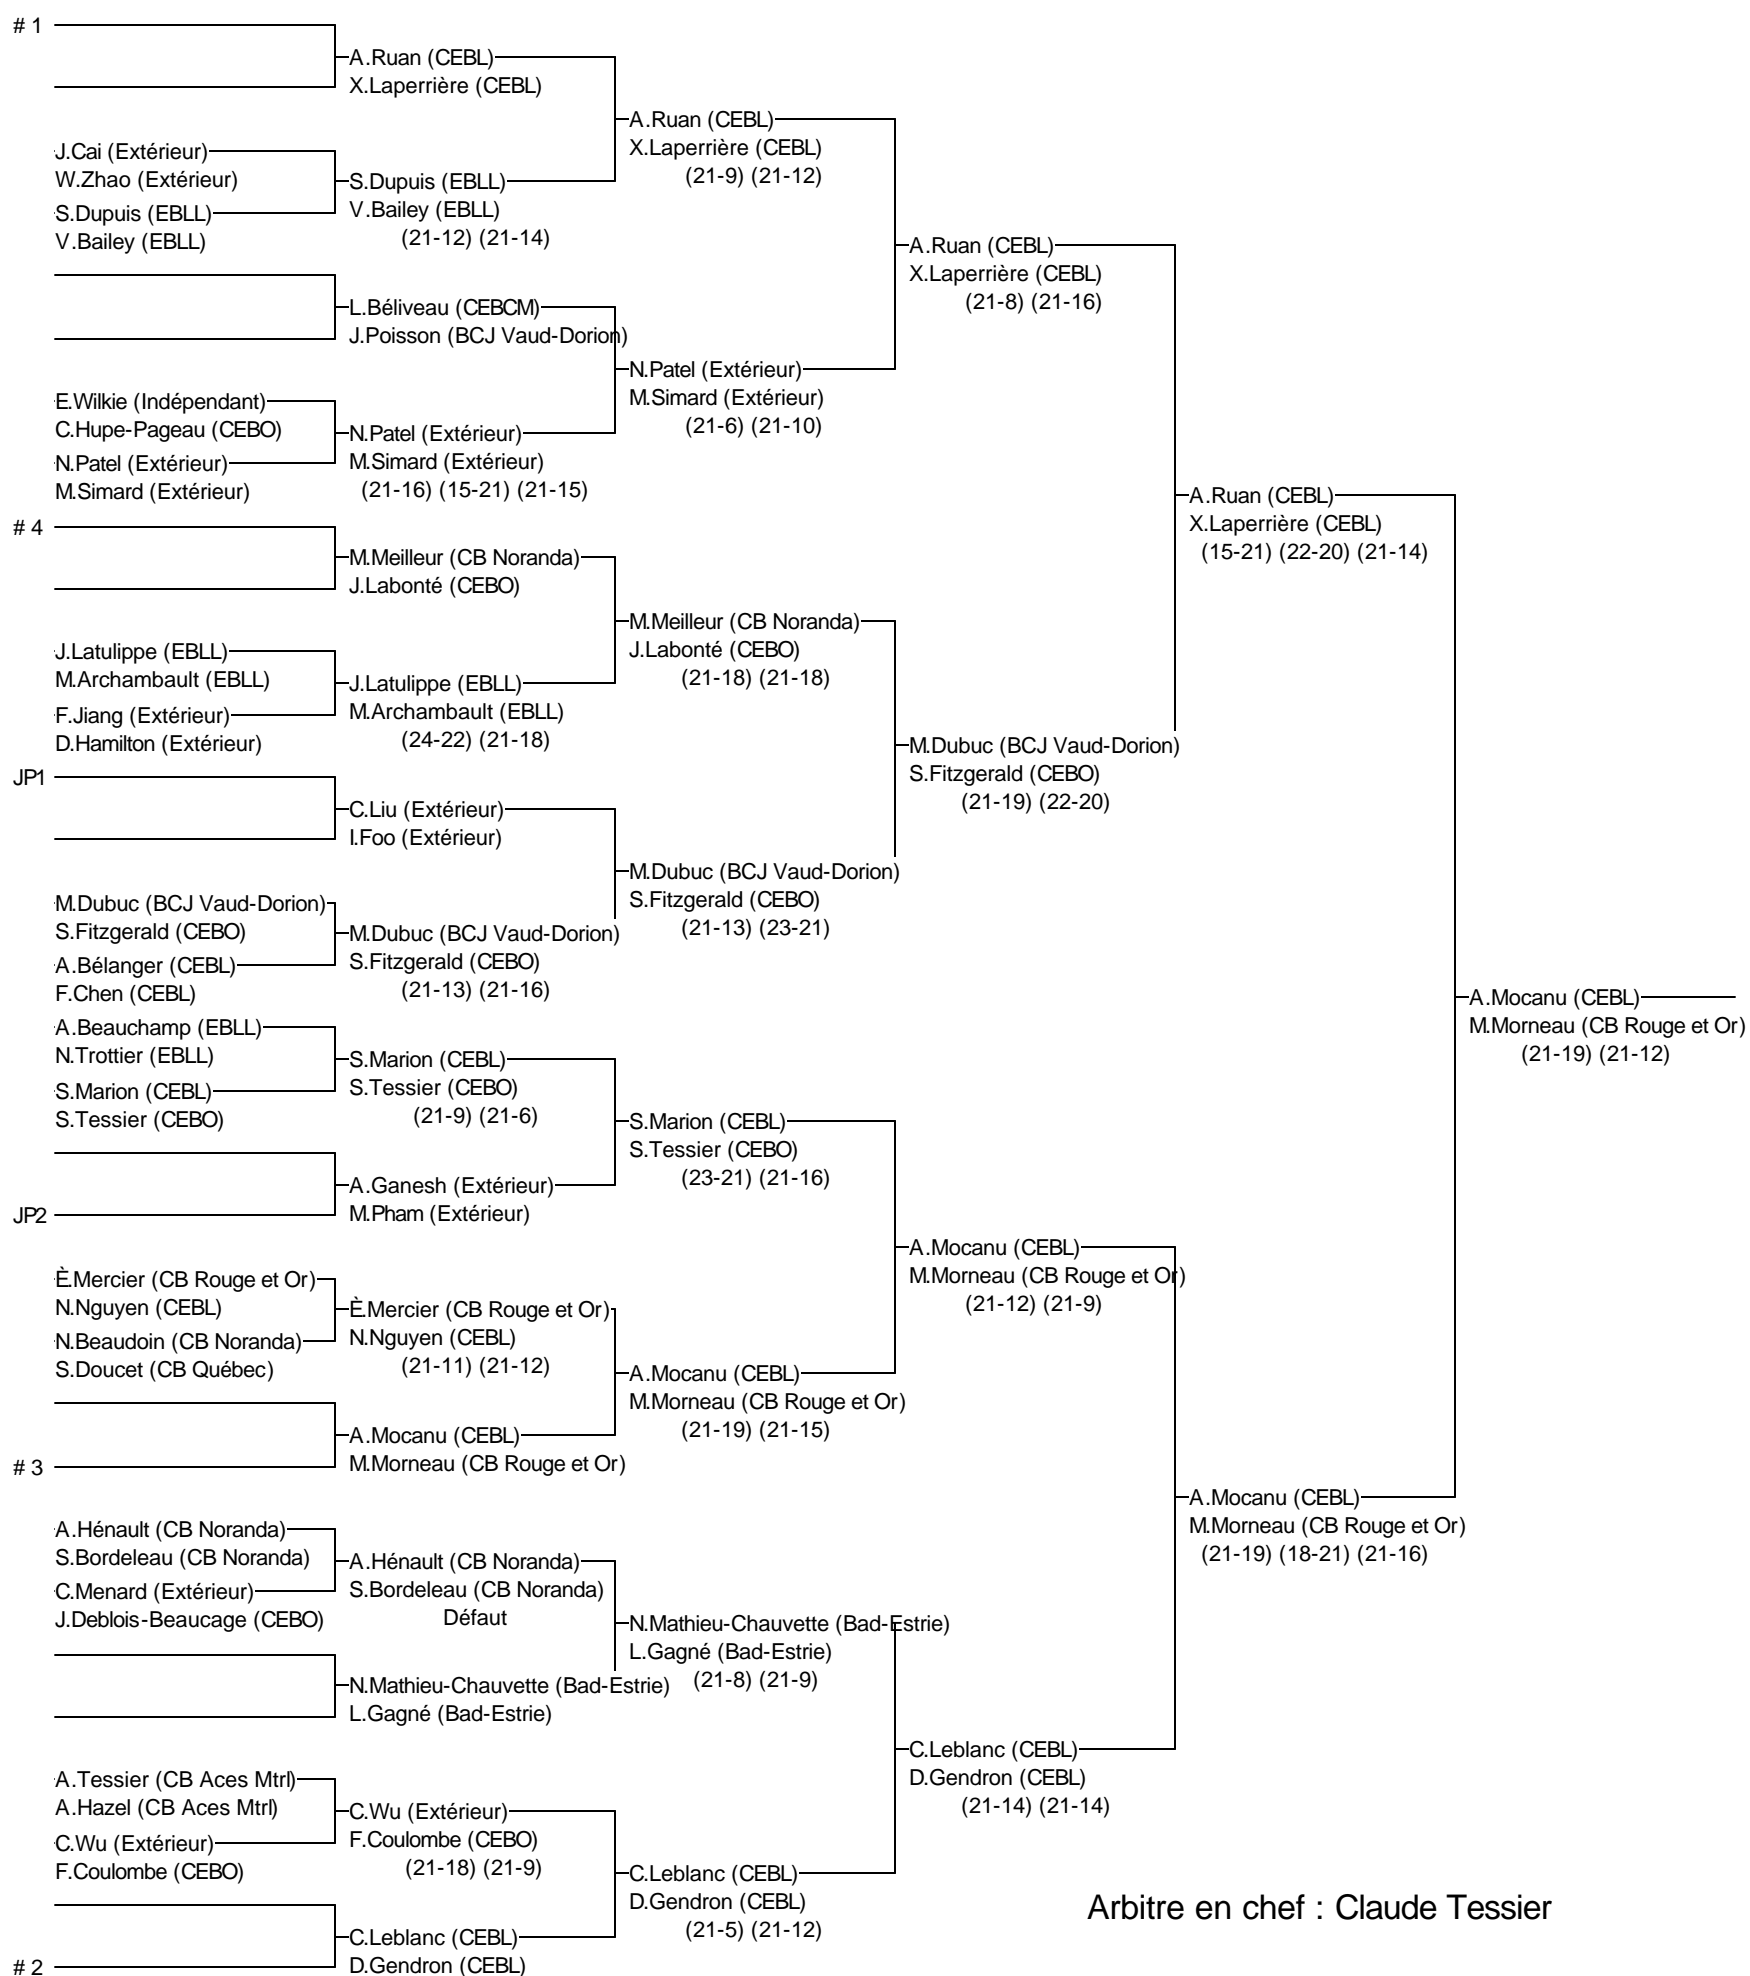 # 1
A.Ruan (CEBL)
X.Laperrière (CEBL)
A.Ruan (CEBL)
X.Laperrière (CEBL)
(21-9) (21-12)
J.Cai (Extérieur)
W.Zhao (Extérieur)
S.Dupuis (EBLL)
V.Bailey (EBLL)
(21-12) (21-14)
S.Dupuis (EBLL)
V.Bailey (EBLL)
A.Ruan (CEBL)
X.Laperrière (CEBL)
(21-8) (21-16)
L.Béliveau (CEBCM)
J.Poisson (BCJ Vaud-Dorion)
N.Patel (Extérieur)
M.Simard (Extérieur)
(21-6) (21-10)
E.Wilkie (Indépendant)
C.Hupe-Pageau (CEBO)
N.Patel (Extérieur)
M.Simard (Extérieur)
(21-16) (15-21) (21-15)
N.Patel (Extérieur)
M.Simard (Extérieur)
A.Ruan (CEBL)
X.Laperrière (CEBL)
(15-21) (22-20) (21-14)
# 4
M.Meilleur (CB Noranda)
J.Labonté (CEBO)
M.Meilleur (CB Noranda)
J.Labonté (CEBO)
(21-18) (21-18)
J.Latulippe (EBLL)
M.Archambault (EBLL)
J.Latulippe (EBLL)
M.Archambault (EBLL)
(24-22) (21-18)
F.Jiang (Extérieur)
D.Hamilton (Extérieur)
M.Dubuc (BCJ Vaud-Dorion)
S.Fitzgerald (CEBO)
(21-19) (22-20)
JP1
C.Liu (Extérieur)
I.Foo (Extérieur)
M.Dubuc (BCJ Vaud-Dorion)
S.Fitzgerald (CEBO)
(21-13) (23-21)
M.Dubuc (BCJ Vaud-Dorion)
S.Fitzgerald (CEBO)
M.Dubuc (BCJ Vaud-Dorion)
S.Fitzgerald (CEBO)
(21-13) (21-16)
A.Bélanger (CEBL)
F.Chen (CEBL)
A.Mocanu (CEBL)
M.Morneau (CB Rouge et Or)
(21-19) (21-12)
A.Beauchamp (EBLL)
N.Trottier (EBLL)
S.Marion (CEBL)
S.Tessier (CEBO)
(21-9) (21-6)
S.Marion (CEBL)
S.Tessier (CEBO)
S.Marion (CEBL)
S.Tessier (CEBO)
(23-21) (21-16)
A.Ganesh (Extérieur)
M.Pham (Extérieur)
JP2
A.Mocanu (CEBL)
M.Morneau (CB Rouge et Or)
(21-12) (21-9)
È.Mercier (CB Rouge et Or)
N.Nguyen (CEBL)
È.Mercier (CB Rouge et Or)
N.Nguyen (CEBL)
(21-11) (21-12)
N.Beaudoin (CB Noranda)
S.Doucet (CB Québec)
A.Mocanu (CEBL)
M.Morneau (CB Rouge et Or)
(21-19) (21-15)
A.Mocanu (CEBL)
M.Morneau (CB Rouge et Or)
# 3
A.Mocanu (CEBL)
M.Morneau (CB Rouge et Or)
(21-19) (18-21) (21-16)
A.Hénault (CB Noranda)
S.Bordeleau (CB Noranda)
A.Hénault (CB Noranda)
S.Bordeleau (CB Noranda)
Défaut
C.Menard (Extérieur)
J.Deblois-Beaucage (CEBO)
N.Mathieu-Chauvette (Bad-Estrie)
L.Gagné (Bad-Estrie)
(21-8) (21-9)
N.Mathieu-Chauvette (Bad-Estrie)
L.Gagné (Bad-Estrie)
C.Leblanc (CEBL)
D.Gendron (CEBL)
(21-14) (21-14)
A.Tessier (CB Aces Mtrl)
A.Hazel (CB Aces Mtrl)
C.Wu (Extérieur)
F.Coulombe (CEBO)
(21-18) (21-9)
C.Wu (Extérieur)
F.Coulombe (CEBO)
C.Leblanc (CEBL)
D.Gendron (CEBL)
(21-5) (21-12)
Arbitre en chef : Claude Tessier
C.Leblanc (CEBL)
D.Gendron (CEBL)
# 2